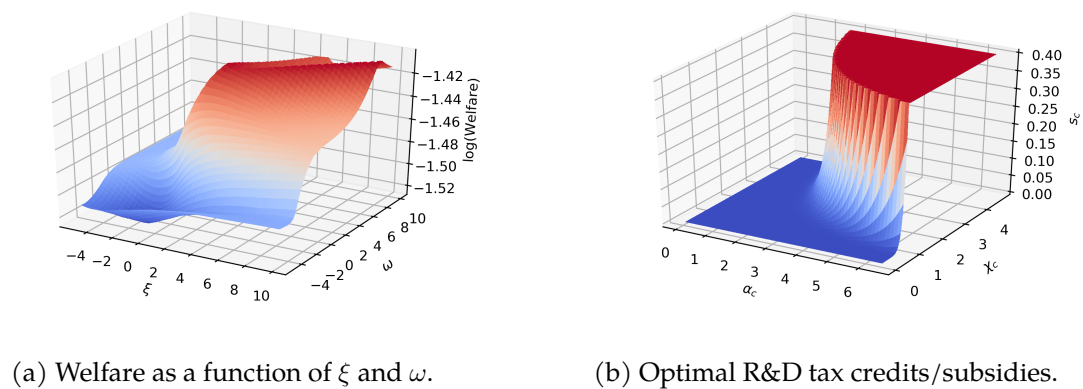 −1.42
−1.44
−1.46
−1.48
−1.50
−1.52
log(Welfare)
−4 −2 0 2 4 6 8 10
ξ
−4 −2 0 2 4 6 8 10
ω
0.40
0.35
0.30
0.25
0.20
0.15
0.10
0.05
0.00
s_c
0 1 2 3 4 5 6
α_c
0 1 2 3 4
χ_c
(a) Welfare as a function of ξ and ω.
(b) Optimal R&D tax credits/subsidies.